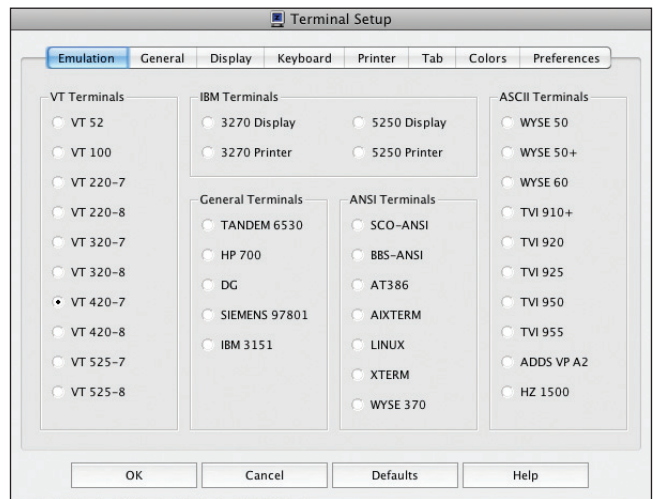 Terminal Setup
Emulation General Display Keyboard Printer Tab Colors Preferences
VT Terminals
VT 52
VT 100
VT 220-7
VT 220-8
VT 320-7
VT 320-8
VT 420-7
VT 420-8
VT 525-7
VT 525-8
IBM Terminals
3270 Display
5250 Display
3270 Printer
5250 Printer
General Terminals
TANDEM 6530
HP 700
DG
SIEMENS 97801
IBM 3151
ANSI Terminals
SCO-ANSI
BBS-ANSI
AT386
AIXTERM
LINUX
XTERM
WYSE 370
ASCII Terminals
WYSE 50
WYSE 50+
WYSE 60
TVI 910+
TVI 920
TVI 925
TVI 950
TVI 955
ADDS VP A2
HZ 1500
OK Cancel Defaults Help